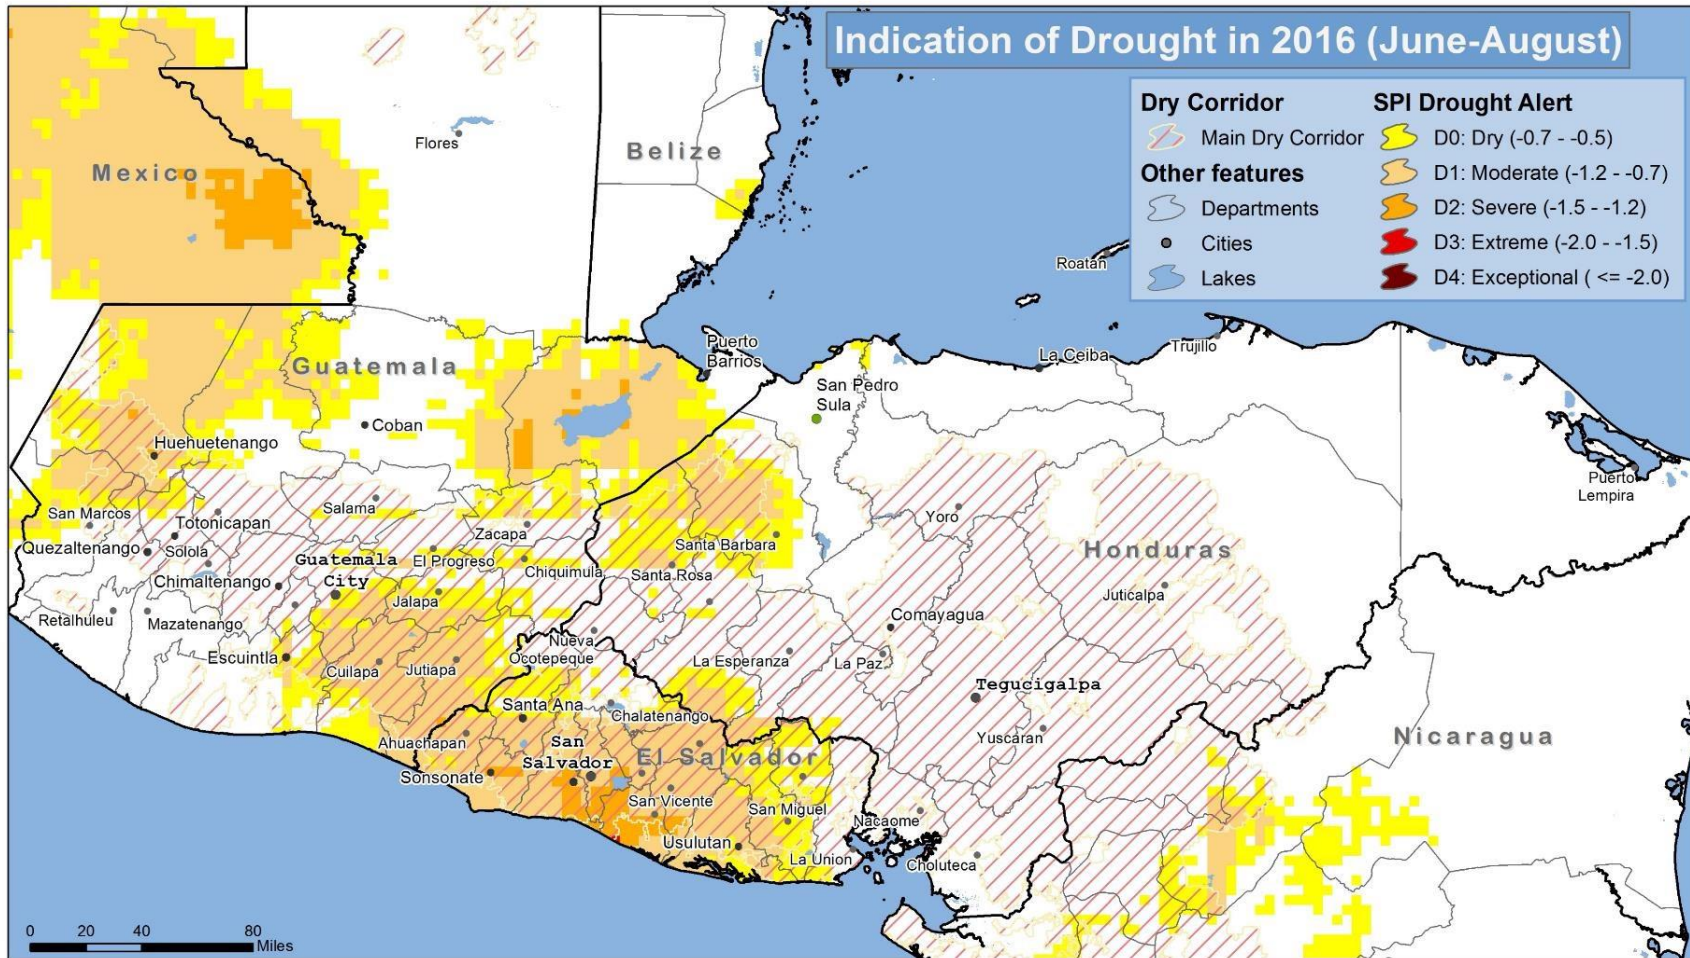 Indication of Drought in 2016 (June-August)
Dry Corridor
Main Dry Corridor
Other features
Departments
Cities
Lakes
SPI Drought Alert
D0: Dry (-0.7 - -0.5)
D1: Moderate (-1.2 - -0.7)
D2: Severe (-1.5 - -1.2)
D3: Extreme (-2.0 - -1.5)
D4: Exceptional ( <= -2.0)
Flores
Belize
Mexico
Roatán
Puerto
Barrios
La Ceiba
Trujillo
Guatemala
San Pedro
Sula
Coban
Huehuetenango
Puerto
Lempira
San Marcos
Salama
Totonicapan
Zacapa
Yoro
Quezaltenango
Solola
Guatemala
City
El Progreso
Chiquimula
Santa Barbara
Santa Rosa
Honduras
Chimaltenango
Jalapa
Juticalpa
Retalhuleu
Mazatenango
Comayagua
Escuintla
Cuilapa
Jutiapa
Nueva
Ocotepeque
La Esperanza
La Paz
Tegucigalpa
Santa Ana
Chalatenango
Yuscaran
Nicaragua
Ahuachapan
San
Salvador
El Salvador
Sonsonate
San Vicente
San Miguel
Nacaome
Usulutan
La Union
Choluteca
0 20 40 80
Miles